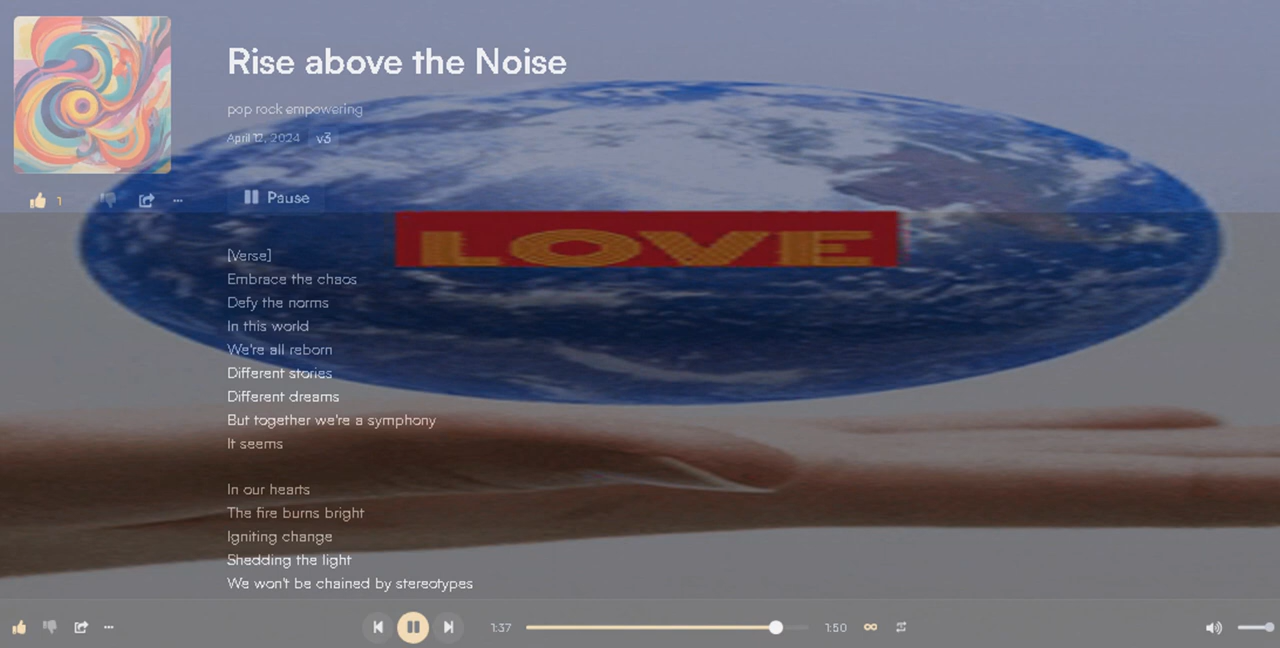 Rise above the Noise
pop rock empowering
April 12, 2024 v3
1
Pause
LOVE
[Verse]
Embrace the chaos
Defy the norms
In this world
We're all reborn
Different stories
Different dreams
But together we're a symphony
It seems
In our hearts
The fire burns bright
Igniting change
Shedding the light
We won't be chained by stereotypes
1:37
1:50